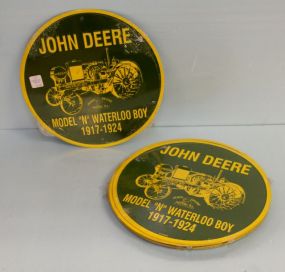 JOHN DEERE
MODEL "N" WATERLOO BOY
1917-1924
JOHN DEERE
MODEL "N" WATERLOO BOY
1917-1924